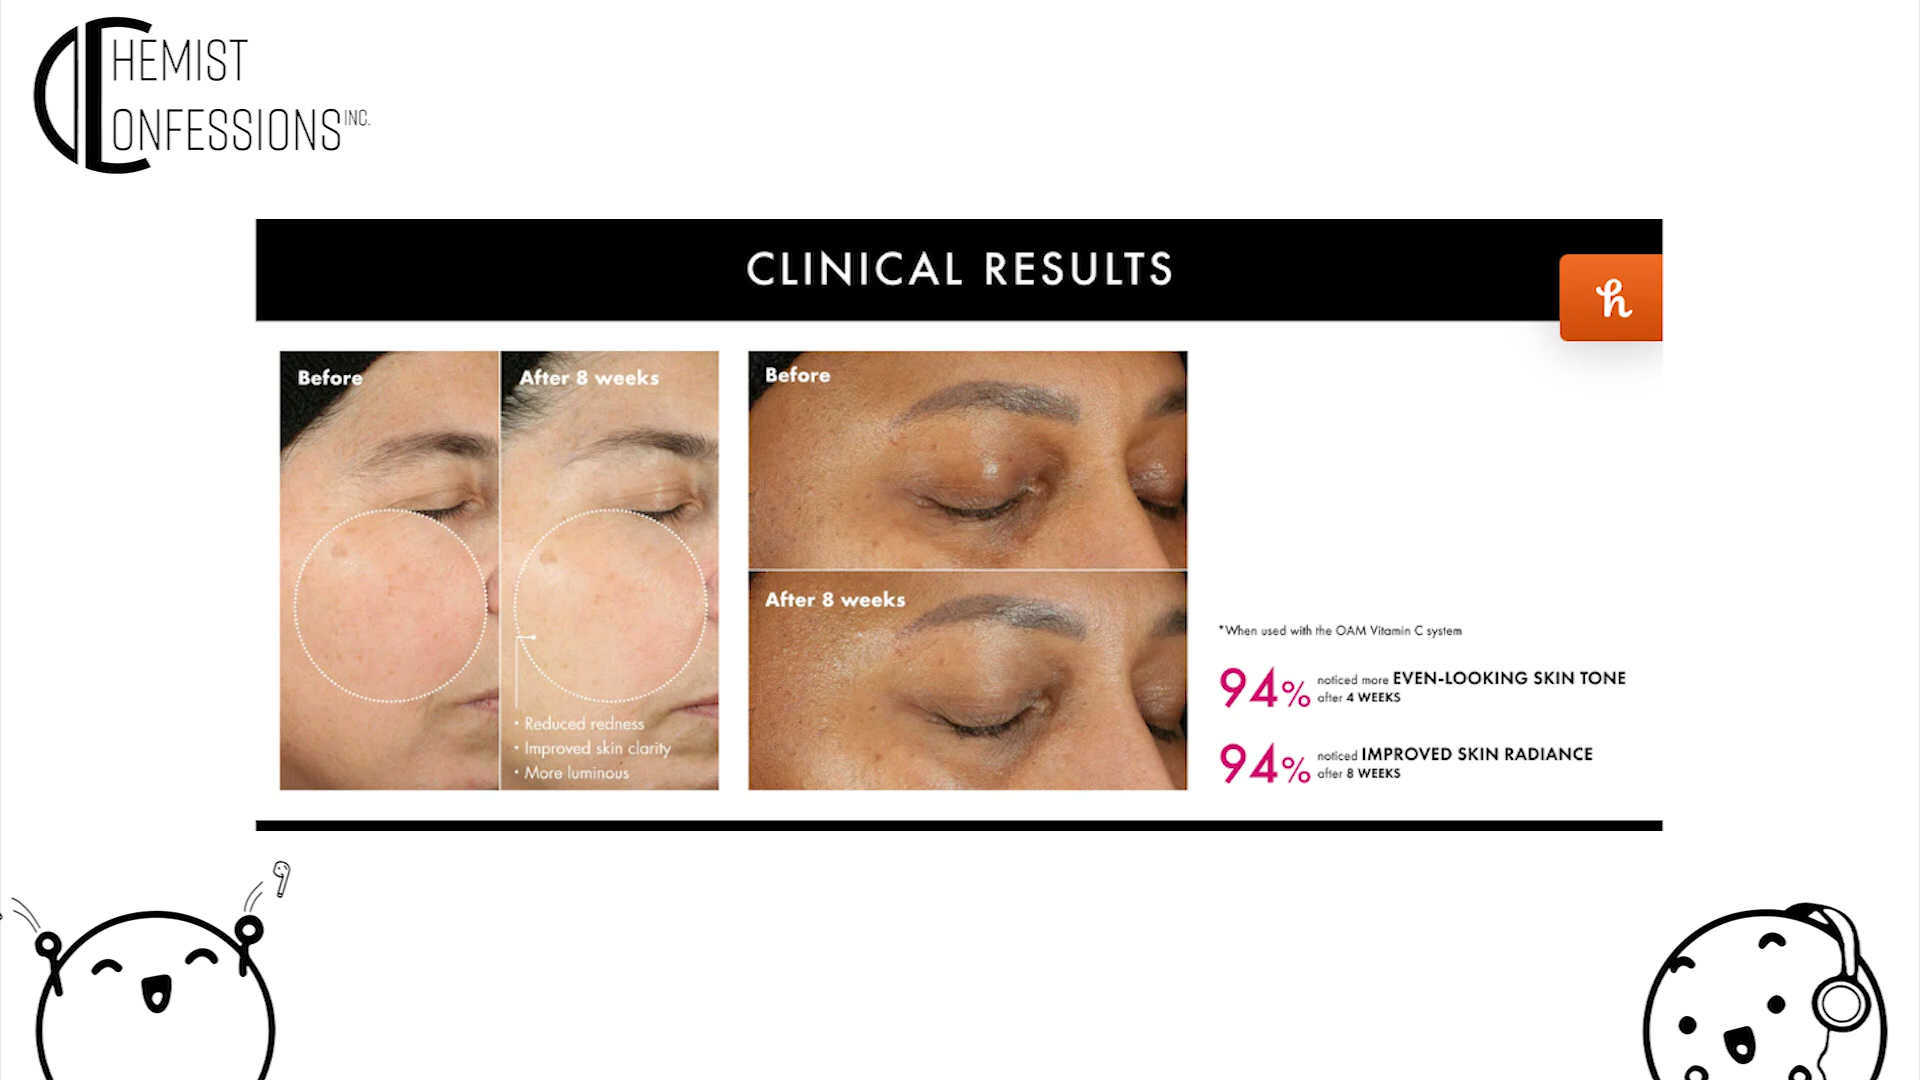 CHEMIST
CONFESSIONS INC.
CLINICAL RESULTS
h
Before
After 8 weeks
• Reduced redness
• Improved skin clarity
• More luminous
Before
After 8 weeks
*When used with the OAM Vitamin C system
94% noticed more EVEN-LOOKING SKIN TONE
after 4 WEEKS
94% noticed IMPROVED SKIN RADIANCE
after 8 WEEKS